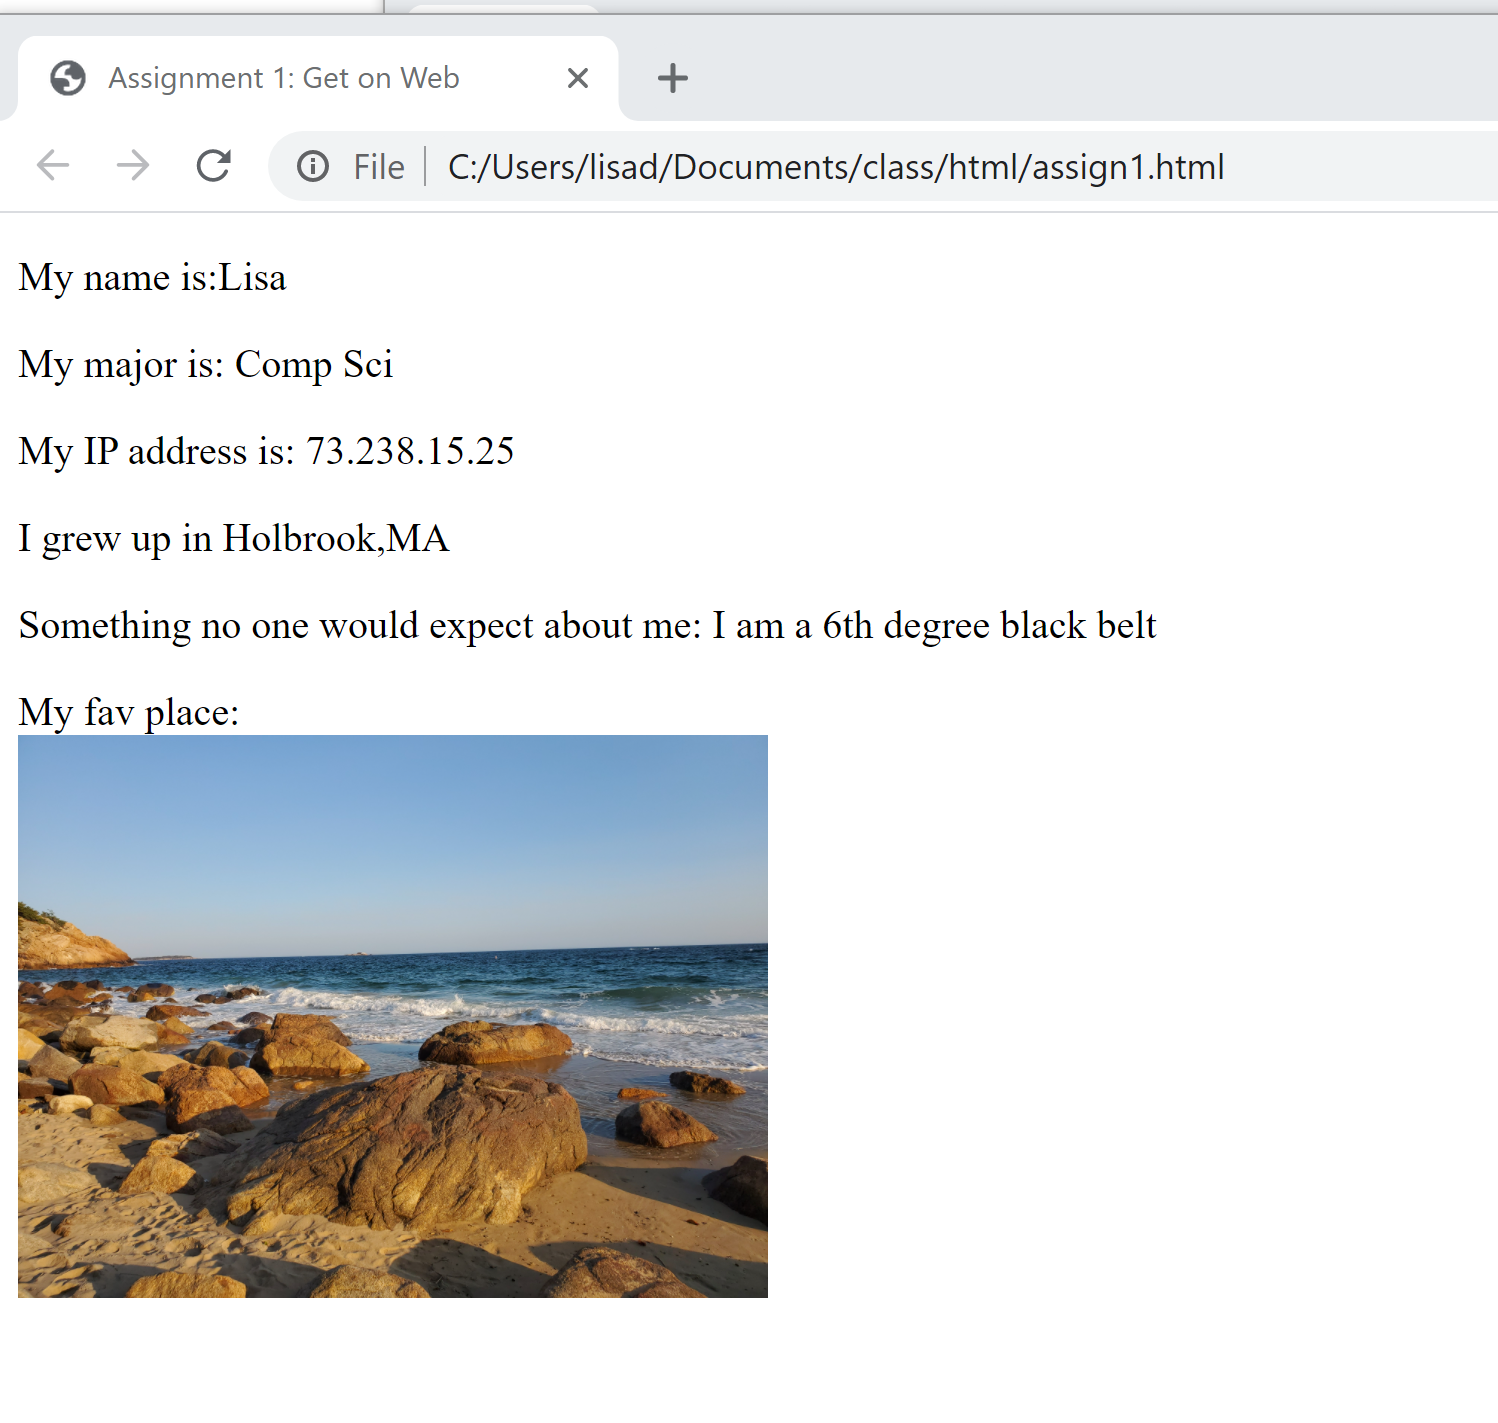 Assignment 1: Get on Web
File C:/Users/lisad/Documents/class/html/assign1.html
My name is:Lisa
My major is: Comp Sci
My IP address is: 73.238.15.25
I grew up in Holbrook,MA
Something no one would expect about me: I am a 6th degree black belt
My fav place: